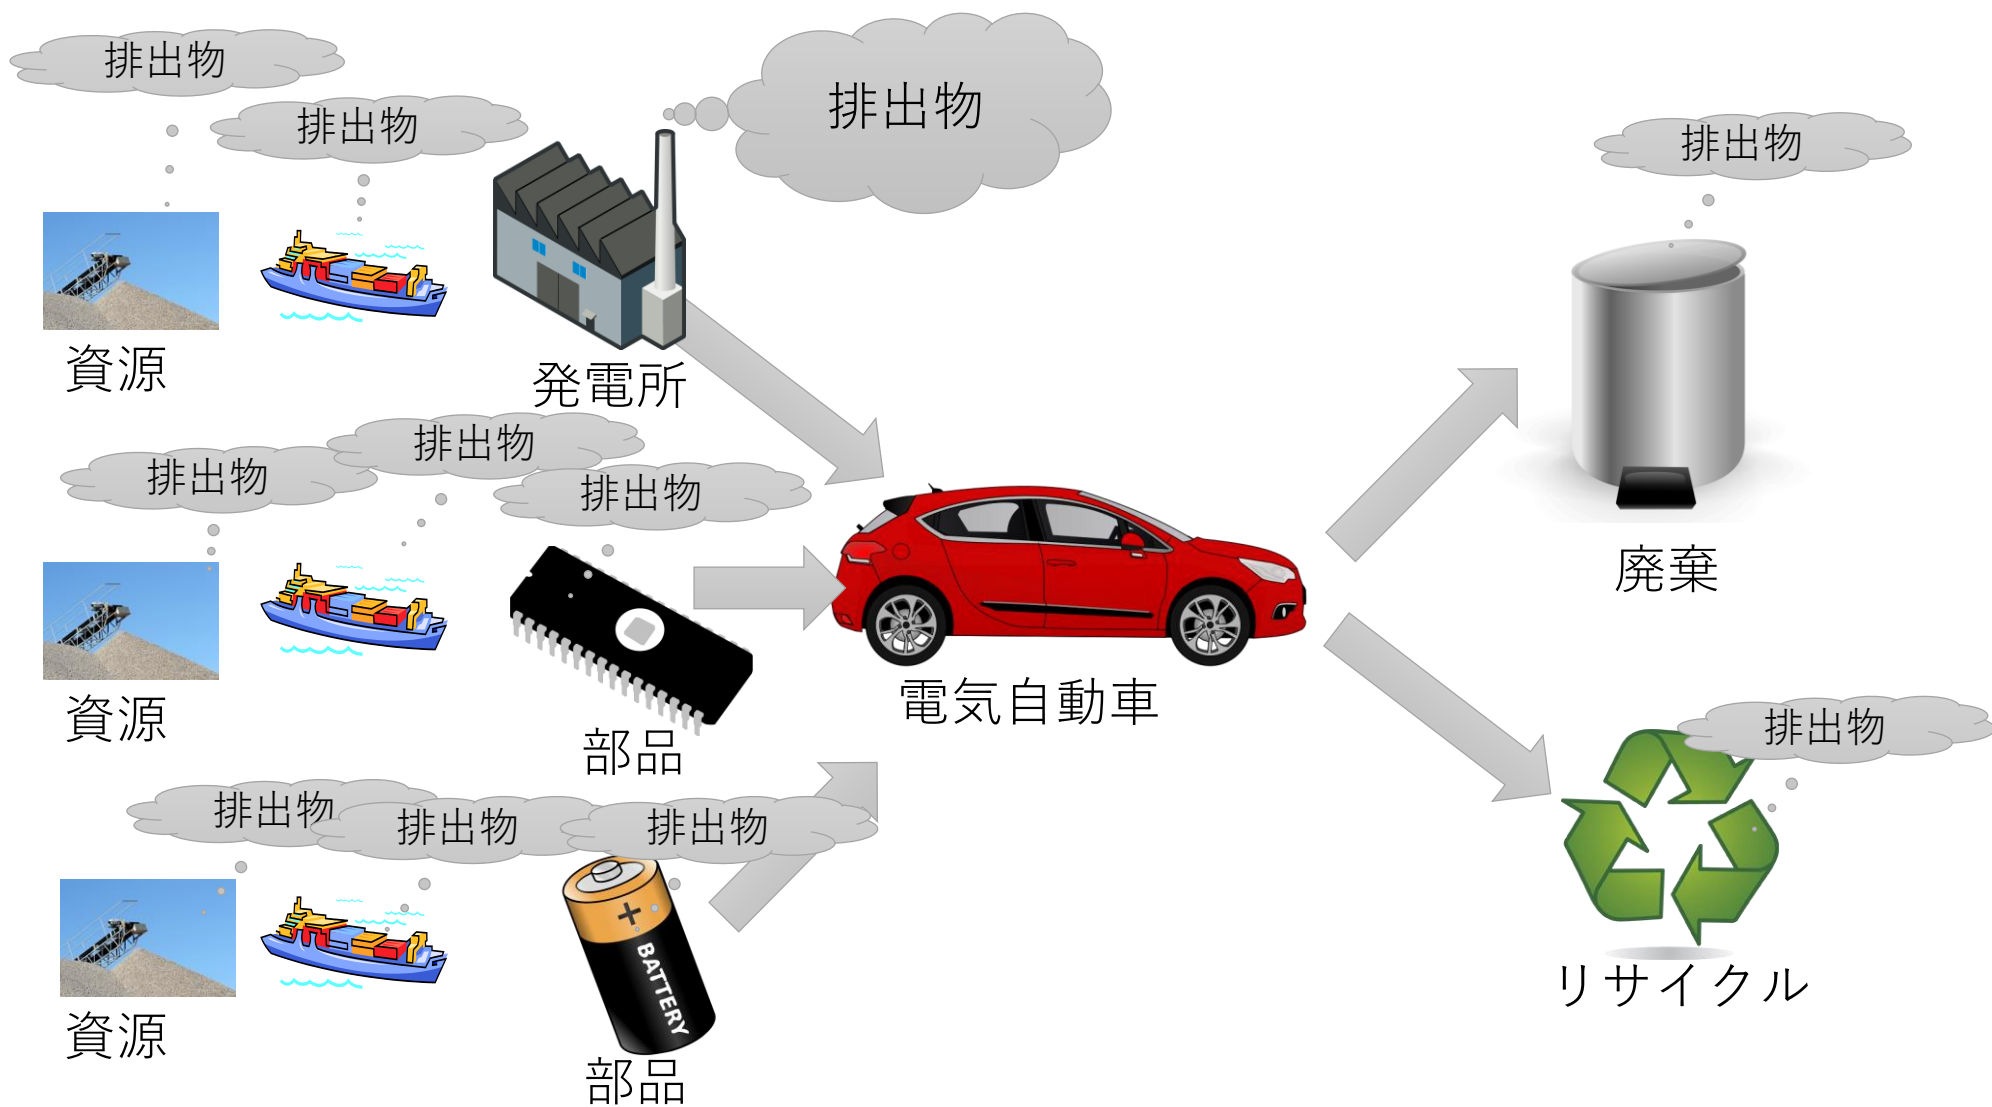 排出物
排出物
排出物
排出物
資源
発電所
排出物
排出物
排出物
廃棄
資源
部品
電気自動車
排出物
排出物
排出物
排出物
BATTERY
リサイクル
資源
部品